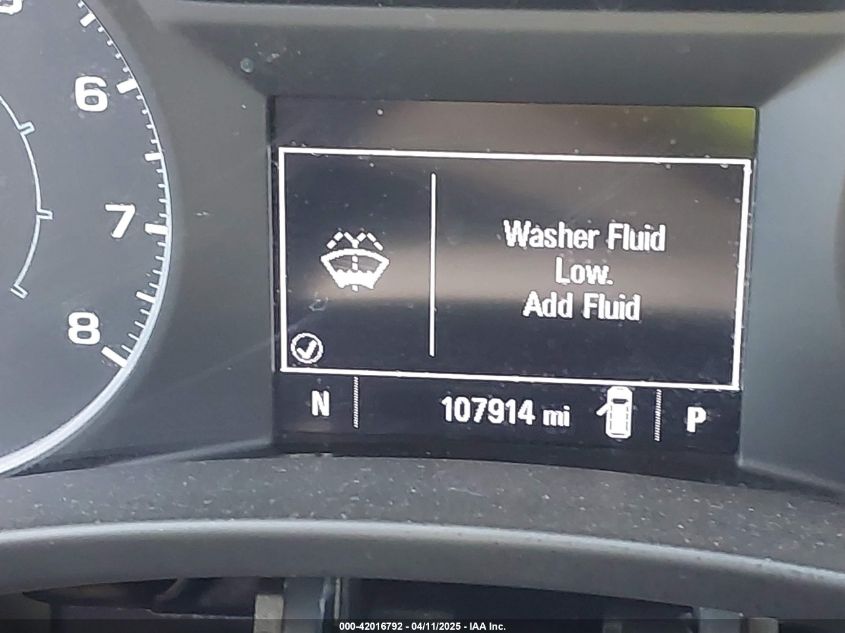 6
7
8
Washer Fluid
Low.
Add Fluid
N 107914 mi P
000-42016792 - 04/11/2025 - IAA Inc.